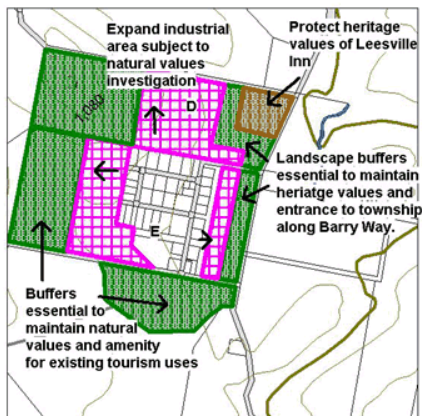 Expand industrial
area subject to
natural values
investigation
Protect heritage
values of Leesville
Inn
D
1,080
Landscape buffers
essential to maintain
heriatge values and
entrance to township
along Barry Way.
E
Buffers
essential to
maintain natural
values and amenity
for existing tourism uses